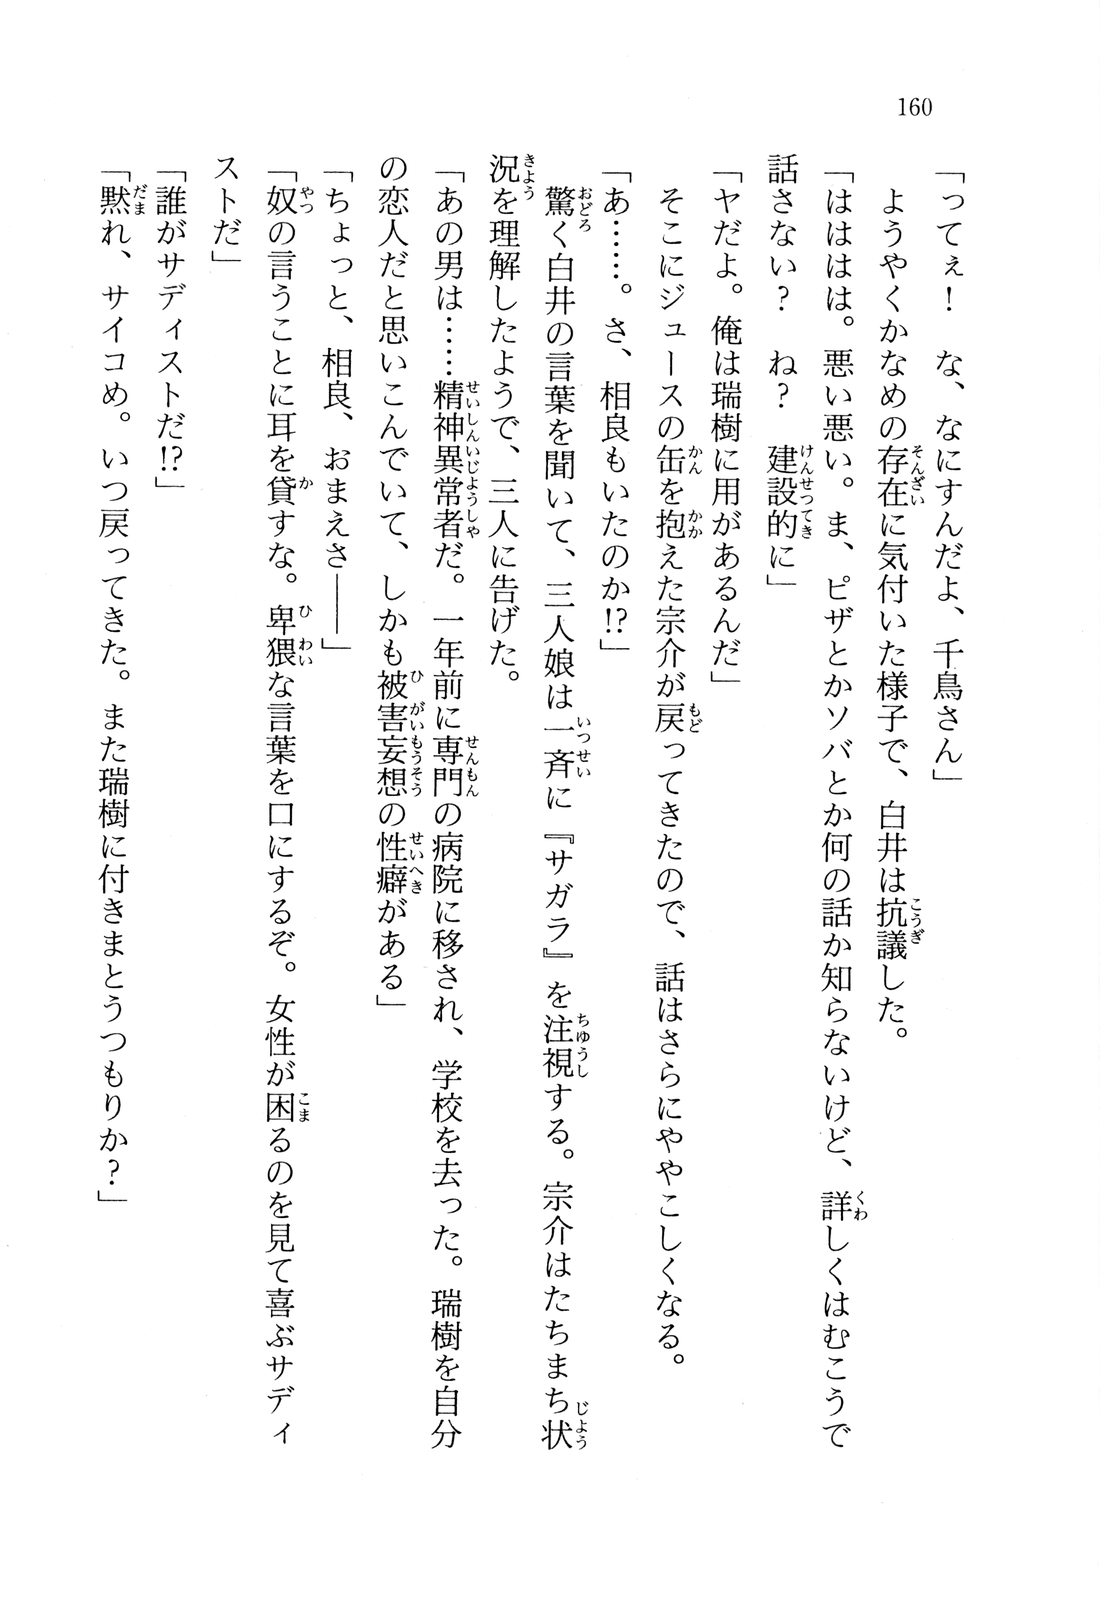 160
「ってぇ！　な、なにすんだよ、千鳥さん」
　ようやくかなめの存在に気付いた様子で、白井は抗議した。
「はははは。悪い悪い。ま、ピザとかソバとか何の話か知らないけど、詳しくはむこうで
話さない？　ね？　建設的に」
「ヤだよ。俺は瑞樹に用があるんだ」
　そこにジュースの缶を抱えた宗介が戻ってきたので、話はさらにややこしくなる。
「あ……。さ、相良もいたのか!?」
　驚く白井の言葉を聞いて、三人娘は一斉に『サガラ』を注視する。宗介はたちまち状
況を理解したようで、三人に告げた。
「あの男は……精神異常者だ。一年前に専門の病院に移され、学校を去った。瑞樹を自分
の恋人だと思いこんでいて、しかも被害妄想の性癖がある」
「ちょっと、相良、おまえさ――」
「奴の言うことに耳を貸すな。卑猥な言葉を口にするぞ。女性が困るのを見て喜ぶサディ
ストだ」
「誰がサディストだ!?」
「黙れ、サイコめ。いつ戻ってきた。また瑞樹に付きまとうつもりか？」